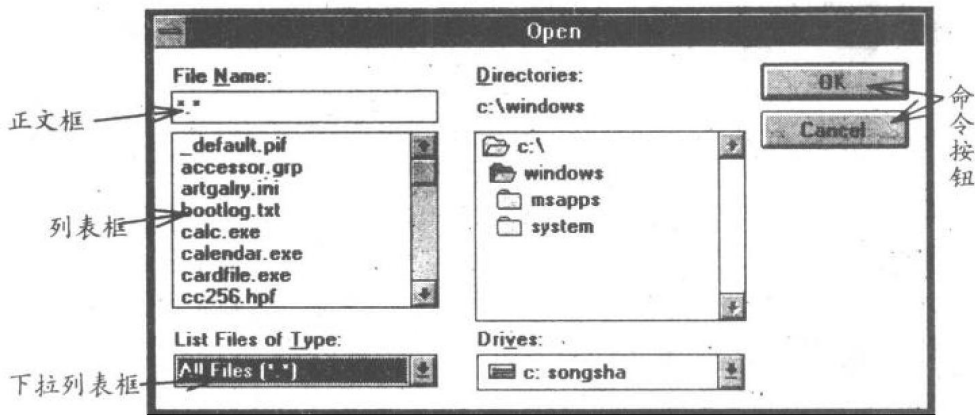 Open
File Name:
*.*
_default.pif
accessor.grp
artgalry.ini
bootlog.txt
calc.exe
calendar.exe
cardfile.exe
cc256.hpf
List Files of Type:
All Files (*.*)
Directories:
c:\windows
c:\
windows
msapps
system
Drives:
c: songsha
OK
Cancel
正文框
列表框
下拉列表框
命令按钮